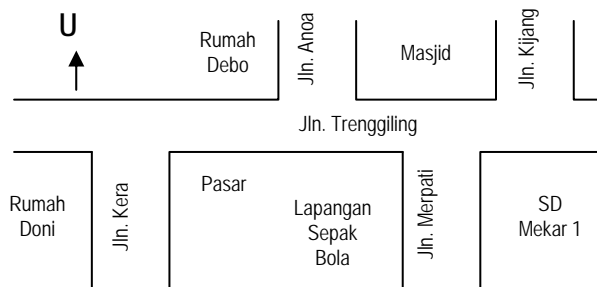 U
Rumah
Debo
Jln. Anoa
Masjid
Jln. Kijang
Jln. Trenggiling
Rumah
Doni
Jln. Kera
Pasar
Lapangan
Sepak
Bola
Jln. Merpati
SD
Mekar 1